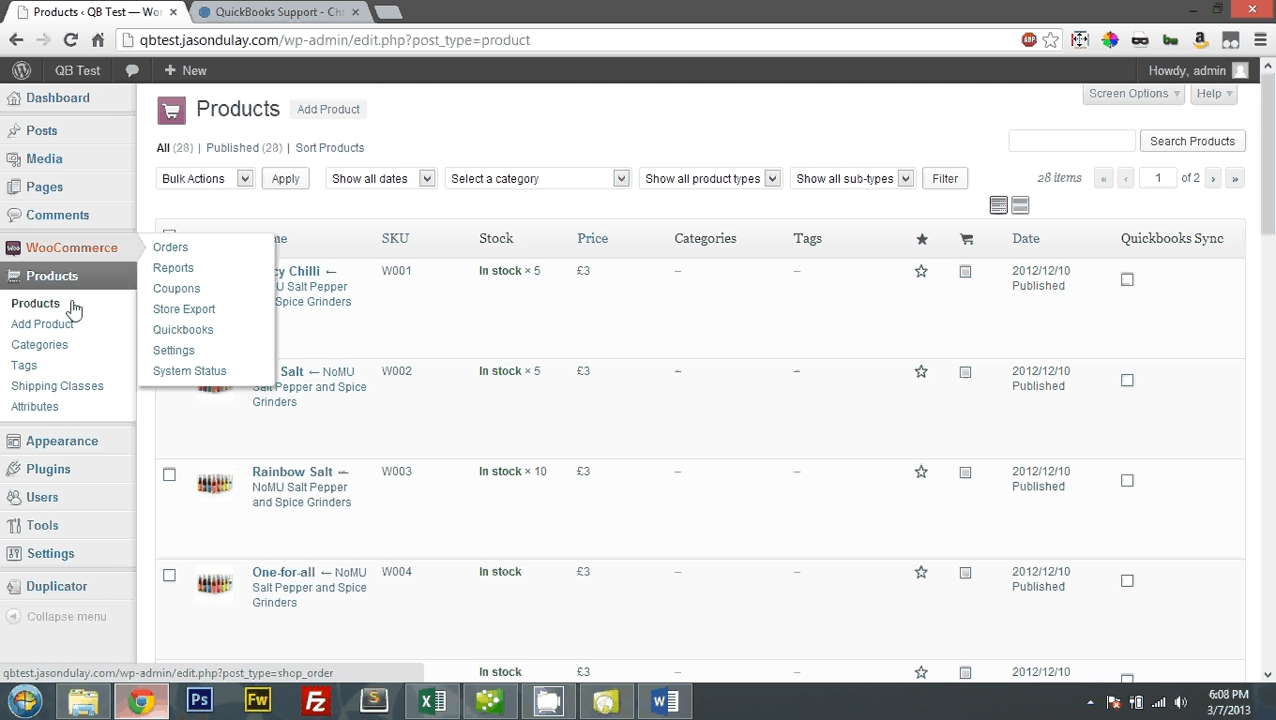 Products ‹ QB Test — Wo
QuickBooks Support - Ch
qbtest.jasondulay.com/wp-admin/edit.php?post_type=product
ABP
QB Test
New
Howdy, admin
Dashboard
Posts
Media
Pages
Comments
WooCommerce
Products
Products
Add Product
Categories
Tags
Shipping Classes
Attributes
Appearance
Plugins
Users
Tools
Settings
Duplicator
Collapse menu
Orders
Reports
Coupons
Store Export
Quickbooks
Settings
System Status
Products Add Product
Screen Options Help
All (28) | Published (28) | Sort Products
Search Products
Bulk Actions Apply Show all dates Select a category Show all product types Show all sub-types Filter
28 items « ‹ 1 of 2 › »
SKU Stock Price Categories Tags Date Quickbooks Sync
Chilli ← W001 In stock × 5 £3 – – 2012/12/10
NoMU Salt Pepper Published
Spice Grinders
Salt ← NoMU W002 In stock × 5 £3 – – 2012/12/10
Salt Pepper and Spice Published
Grinders
Rainbow Salt ← W003 In stock × 10 £3 – – 2012/12/10
NoMU Salt Pepper Published
and Spice Grinders
One-for-all ← NoMU W004 In stock £3 – – 2012/12/10
Salt Pepper and Spice Published
Grinders
In stock £3 2012/12/10
qbtest.jasondulay.com/wp-admin/edit.php?post_type=shop_order
Ps
Fw
Fz
S
X
W
6:08 PM
3/7/2013